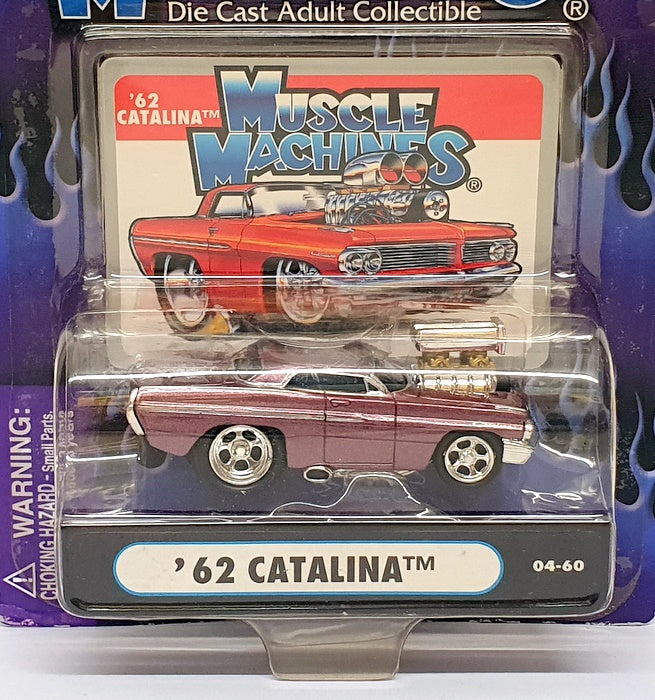 M
Die Cast Adult Collectible
®
'62
CATALINA™
MUSCLE
MACHINES®
WARNING:
CHOKING HAZARD - Small Parts.
'62 CATALINA™
04-60